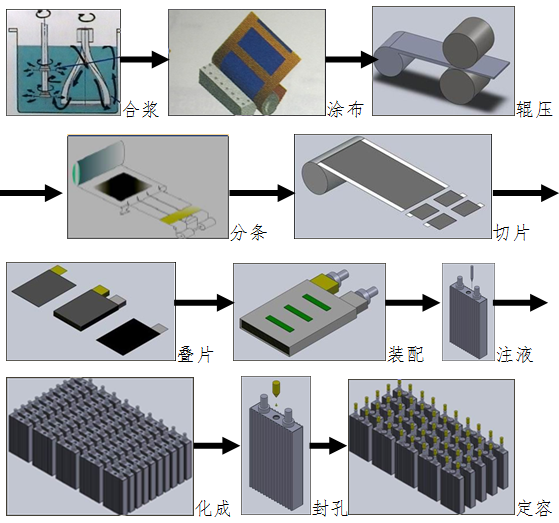 合浆
涂布
辊压
分条
切片
叠片
装配
注液
化成
封孔
定容